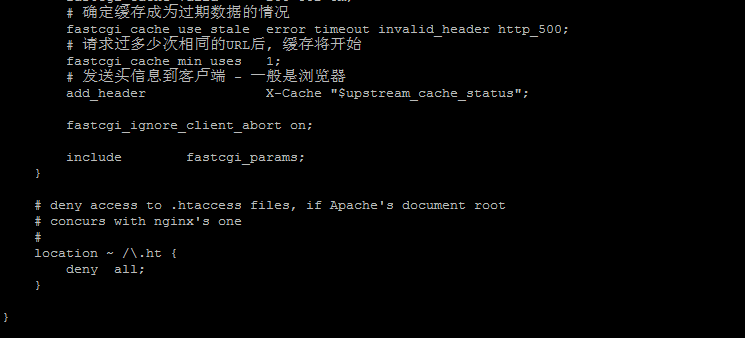 # 确定缓存成为过期数据的情况
fastcgi_cache_use_stale  error timeout invalid_header http_500;
# 请求过多少次相同的URL后, 缓存将开始
fastcgi_cache_min_uses   1;
# 发送头信息到客户端 - 一般是浏览器
add_header               X-Cache "$upstream_cache_status";
fastcgi_ignore_client_abort on;
include        fastcgi_params;
}
# deny access to .htaccess files, if Apache's document root
# concurs with nginx's one
#
location ~ /\.ht {
deny  all;
}
}